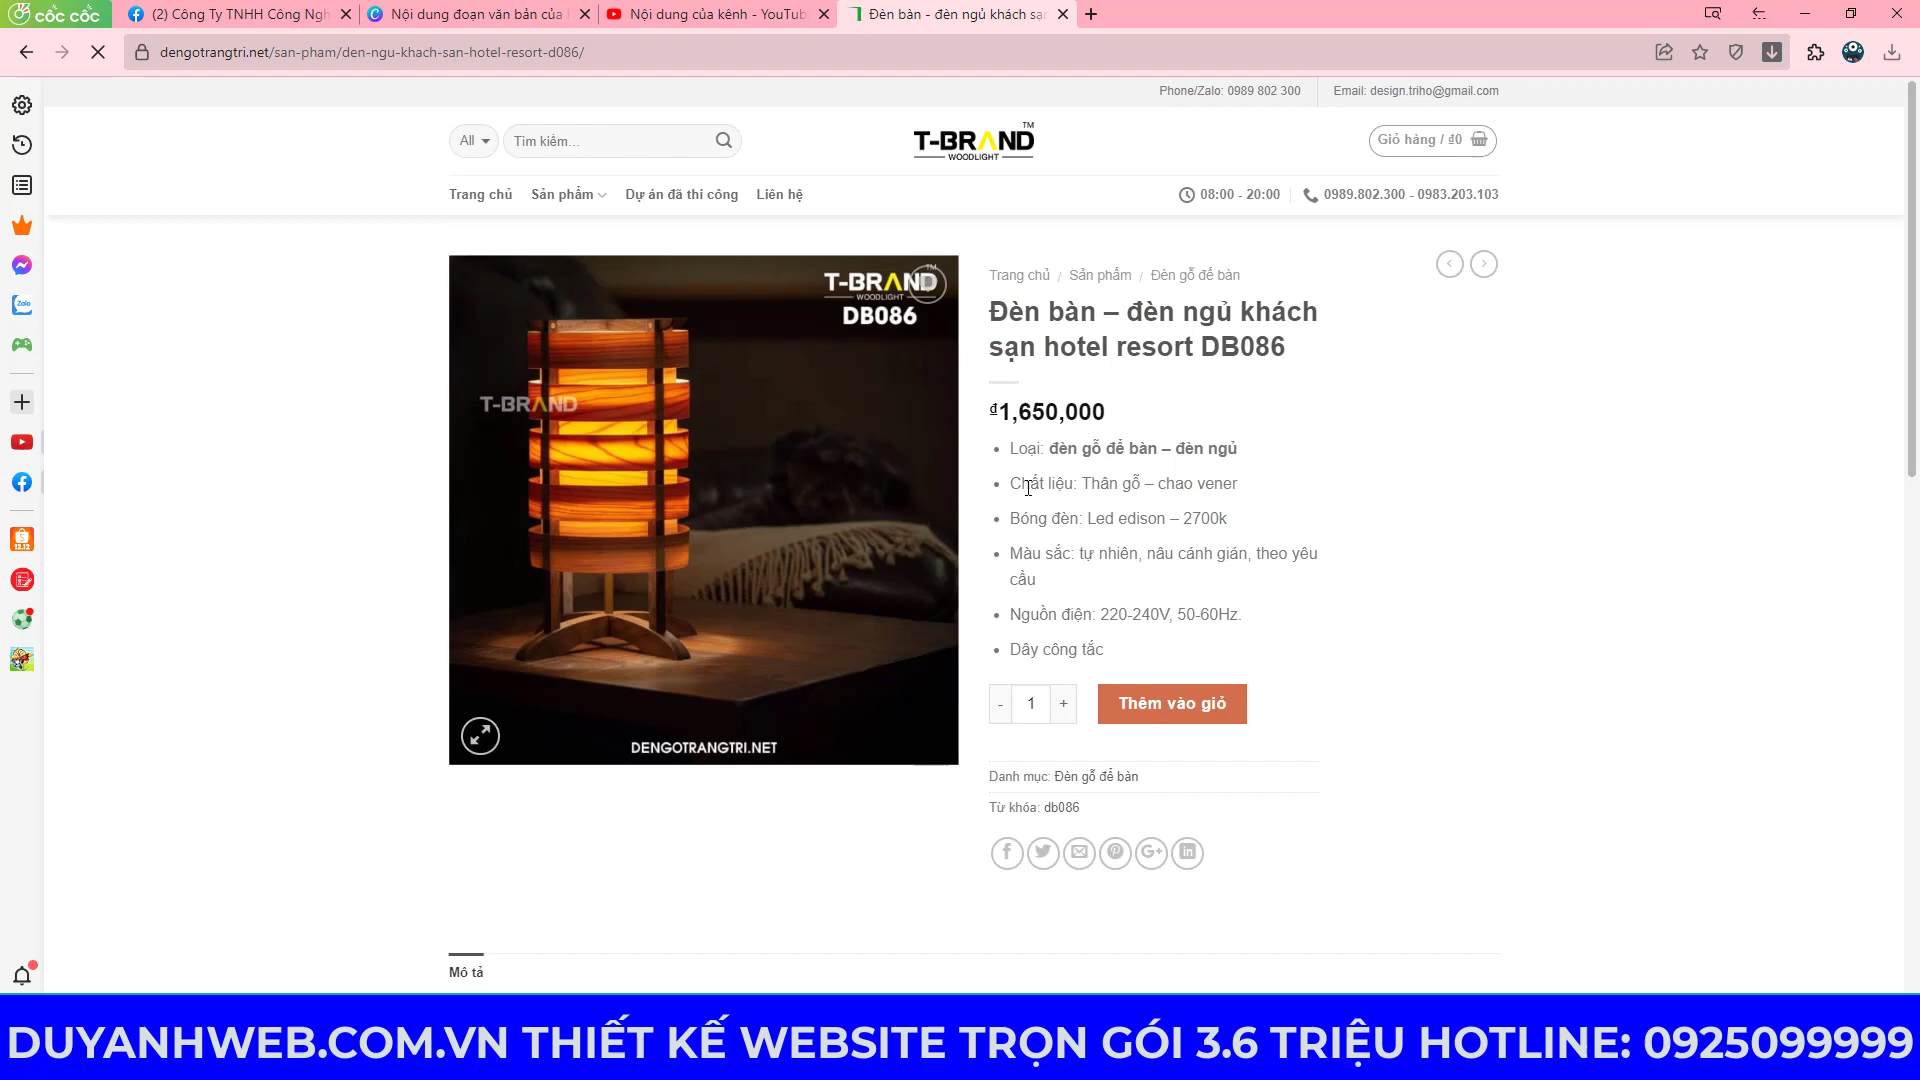 cốc cốc
(2) Công Ty TNHH Công Ngh
Nội dung đoạn văn bản của
Nội dung của kênh - YouTub
Đèn bàn - đèn ngủ khách sạ
dengotrangtri.net/san-pham/den-ngu-khach-san-hotel-resort-d086/
Phone/Zalo: 0989 802 300
Email: design.triho@gmail.com
All
Tìm kiếm...
T-BRAND
TM
WOODLIGHT
Giỏ hàng / ₫0
Trang chủ
Sản phẩm
Dự án đã thi công
Liên hệ
08:00 - 20:00
0989.802.300 - 0983.203.103
T-BRAND
TM
WOODLIGHT
DB086
T-BRAND
DENGOTRANGTRI.NET
Trang chủ / Sản phẩm / Đèn gỗ để bàn
Đèn bàn – đèn ngủ khách
sạn hotel resort DB086
₫1,650,000
Loại: đèn gỗ để bàn – đèn ngủ
Chất liệu: Thân gỗ – chao vener
Bóng đèn: Led edison – 2700k
Màu sắc: tự nhiên, nâu cánh gián, theo yêu
cầu
Nguồn điện: 220-240V, 50-60Hz.
Dây công tắc
- 1 +
Thêm vào giỏ
Danh mục: Đèn gỗ để bàn
Từ khóa: db086
Mô tả
Zalo
12.12
DUYANHWEB.COM.VN THIẾT KẾ WEBSITE TRỌN GÓI 3.6 TRIỆU HOTLINE: 0925099999